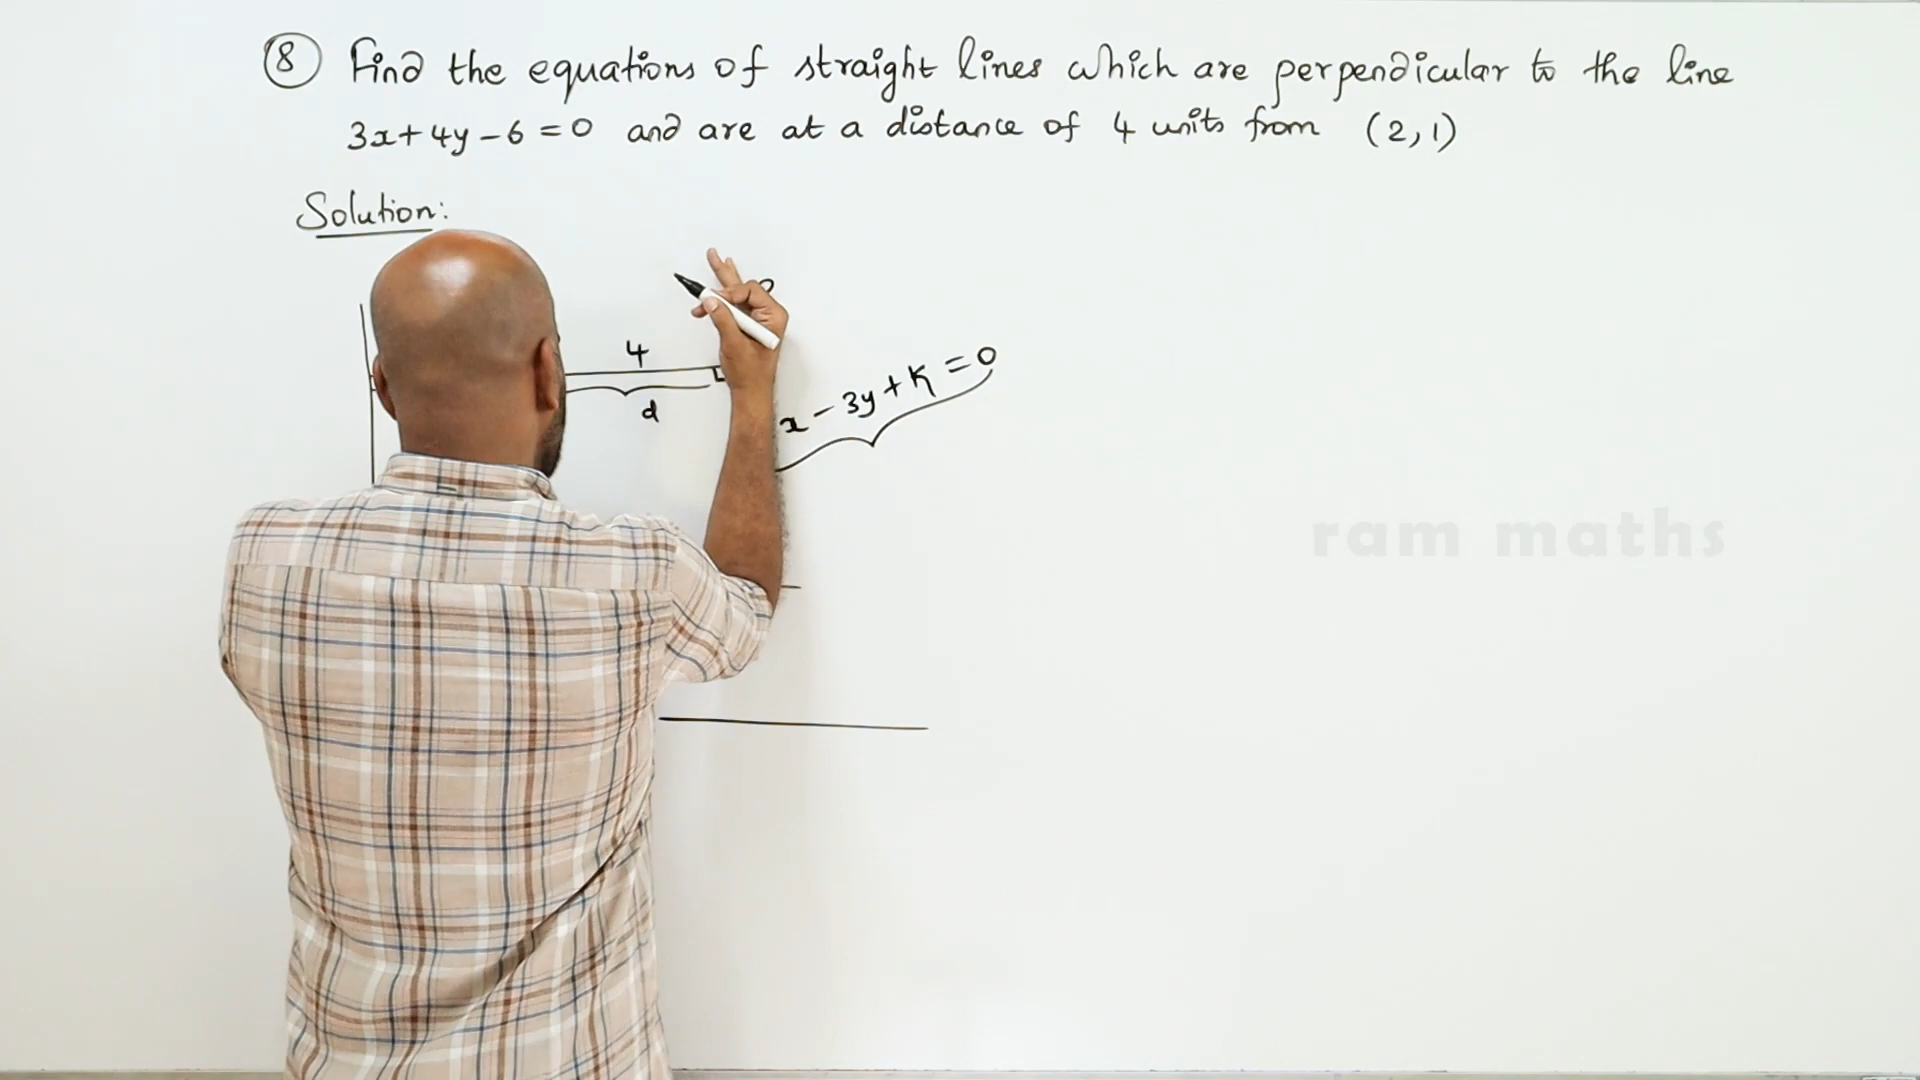 8 Find the equations of straight lines which are perpendicular to the line
3x+4y-6=0 and are at a distance of 4 units from (2,1)
Solution:
4
d
x-3y+K=0
ram maths